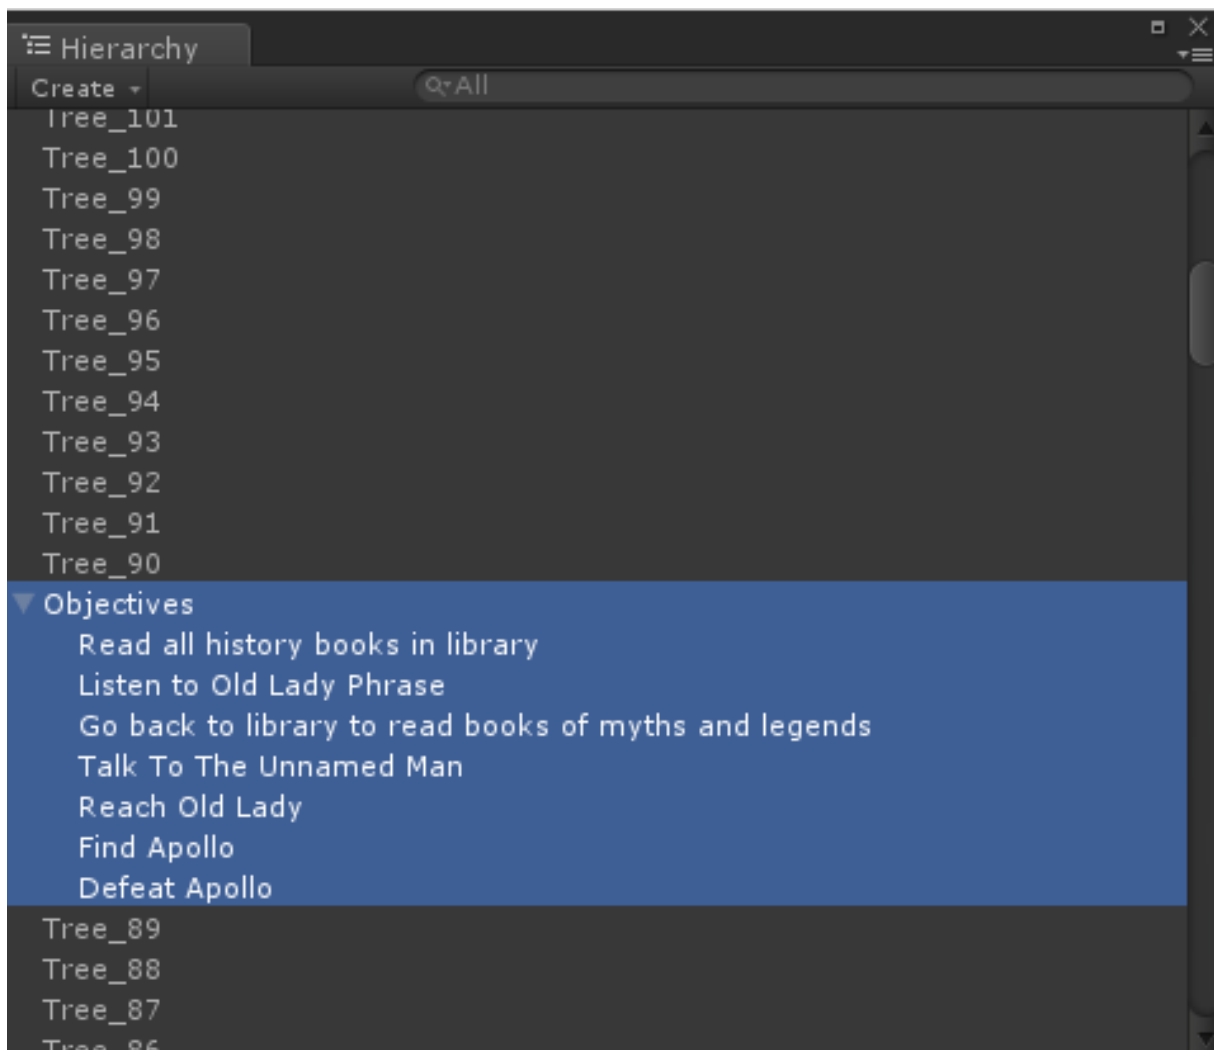 Hierarchy
Create
All
Tree_101
Tree_100
Tree_99
Tree_98
Tree_97
Tree_96
Tree_95
Tree_94
Tree_93
Tree_92
Tree_91
Tree_90
Objectives
Read all history books in library
Listen to Old Lady Phrase
Go back to library to read books of myths and legends
Talk To The Unnamed Man
Reach Old Lady
Find Apollo
Defeat Apollo
Tree_89
Tree_88
Tree_87
Tree_86